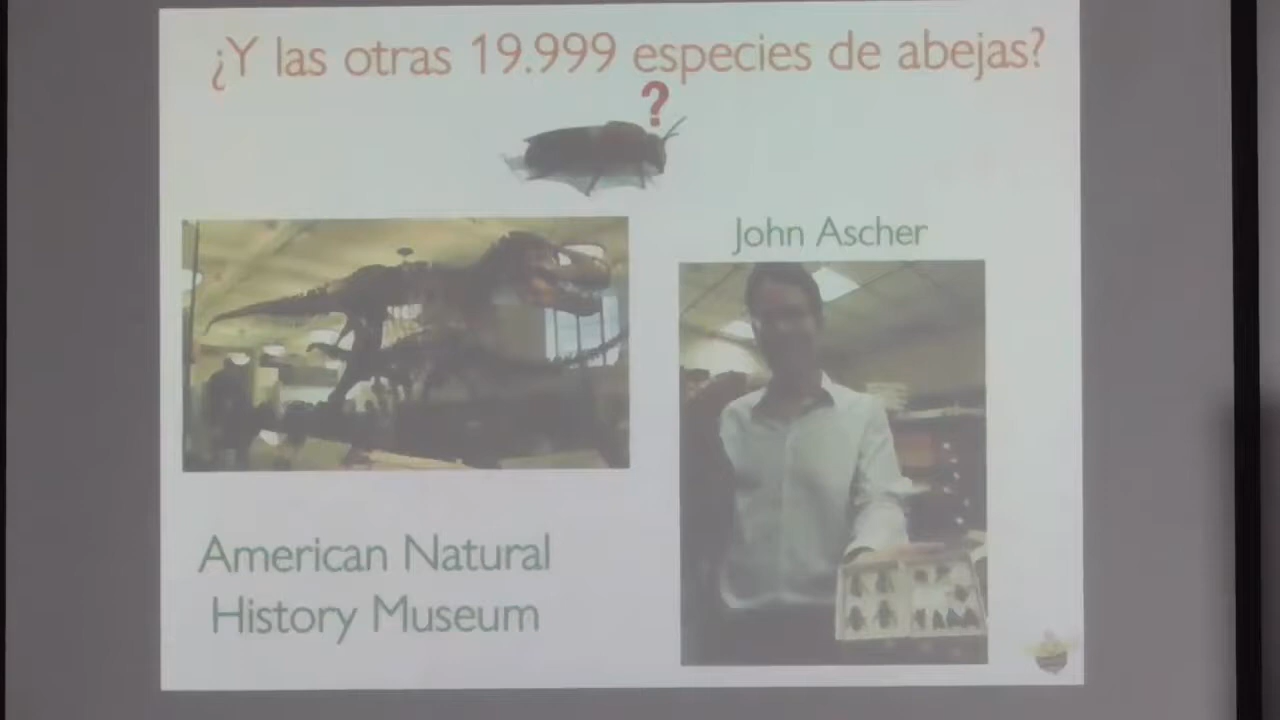 ¿Y las otras 19.999 especies de abejas?
?
John Ascher
American Natural
History Museum